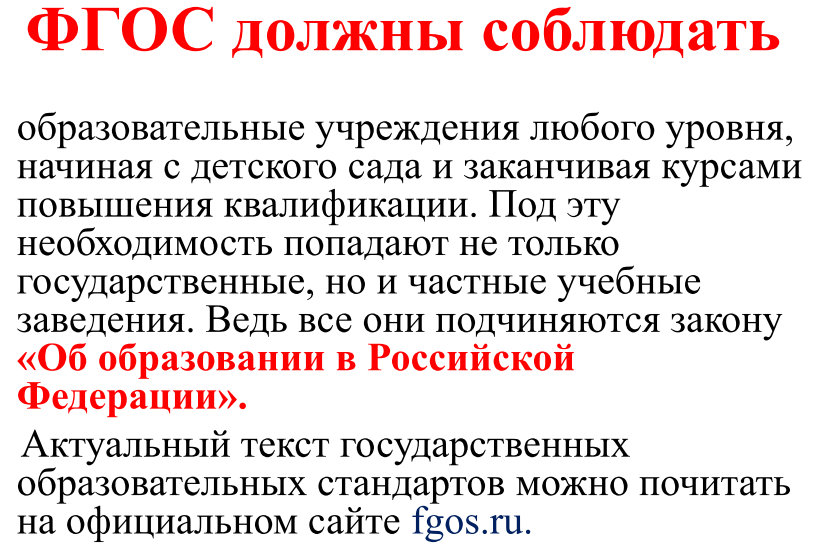 ФГОС должны соблюдать
образовательные учреждения любого уровня,
начиная с детского сада и заканчивая курсами
повышения квалификации. Под эту
необходимость попадают не только
государственные, но и частные учебные
заведения. Ведь все они подчиняются закону
«Об образовании в Российской
Федерации».
Актуальный текст государственных
образовательных стандартов можно почитать
на официальном сайте fgos.ru.